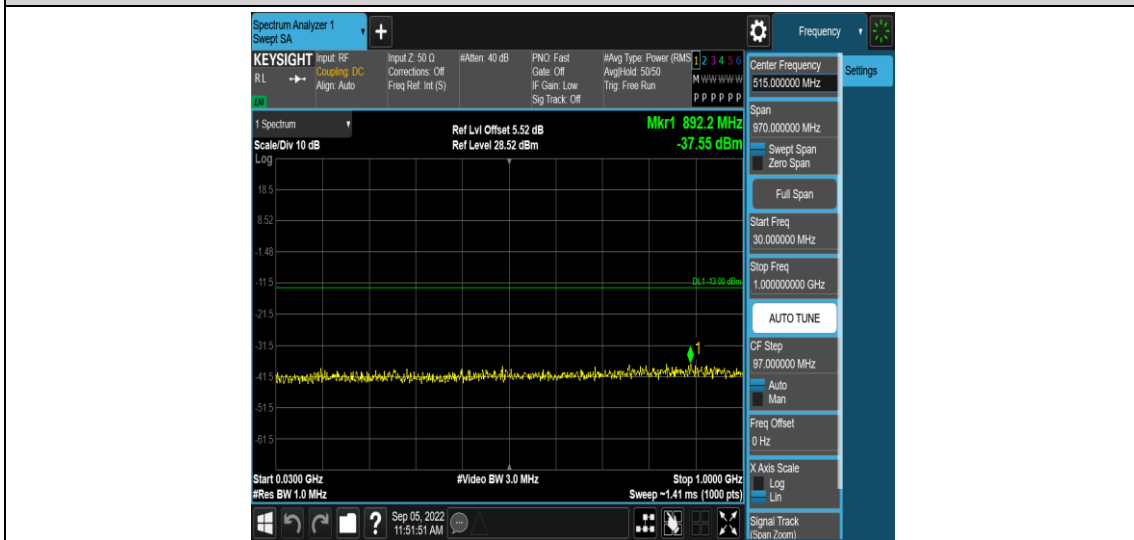 Spectrum Analyzer 1
Swept SA
+
Frequency
KEYSIGHT
RL
Input: RF
Coupling: DC
Align: Auto
Input Z: 50 Ω
Corrections: Off
Freq Ref: Int (S)
#Atten: 40 dB
PNO: Fast
Gate: Off
IF Gain: Low
Sig Track: Off
#Avg Type: Power (RMS
Avg|Hold: 50/50
Trig: Free Run
1 2 3 4 5 6
M W W W W W
P P P P P P
LXI
1 Spectrum
Scale/Div 10 dB
Ref Lvl Offset 5.52 dB
Ref Level 28.52 dBm
Mkr1 892.2 MHz
-37.55 dBm
Log
18.5
8.52
-1.48
-11.5
DL1 -13.00 dBm
-21.5
-31.5
1
-41.5
-51.5
-61.5
Start 0.0300 GHz
#Video BW 3.0 MHz
Stop 1.0000 GHz
#Res BW 1.0 MHz
Sweep ~1.41 ms (1000 pts)
?
Sep 05, 2022
11:51:51 AM
Center Frequency
515.000000 MHz
Settings
Span
970.000000 MHz
Swept Span
Zero Span
Full Span
Start Freq
30.000000 MHz
Stop Freq
1.000000000 GHz
AUTO TUNE
CF Step
97.000000 MHz
Auto
Man
Freq Offset
0 Hz
X Axis Scale
Log
Lin
Signal Track
(Span Zoom)